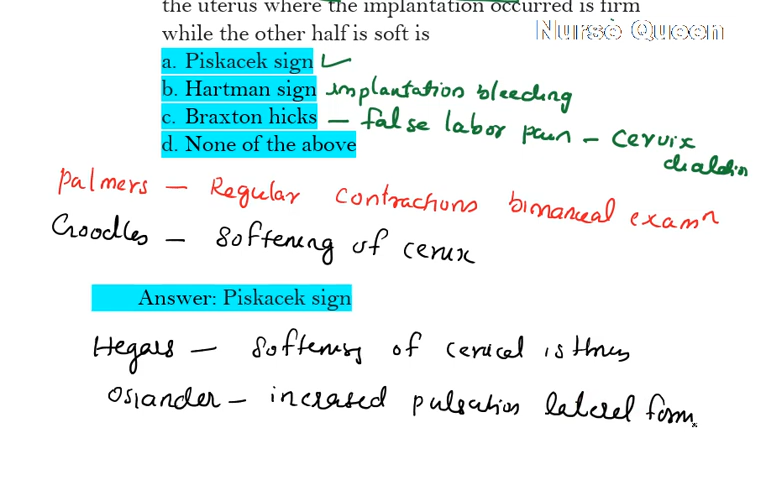 the uterus where the implantation occurred is firm
while the other half is soft is
Nurse Queen
a. Piskacek sign
b. Hartman sign implantation bleeding
c. Braxton hicks – false labor pain – cervix
d. None of the above
Palmers – Regular contractions bimanual examn
Goodles – Softening of cervix
Answer: Piskacek sign
Hegars – Softening of cervical isthmus
Osiander – increased pulsation lateral form